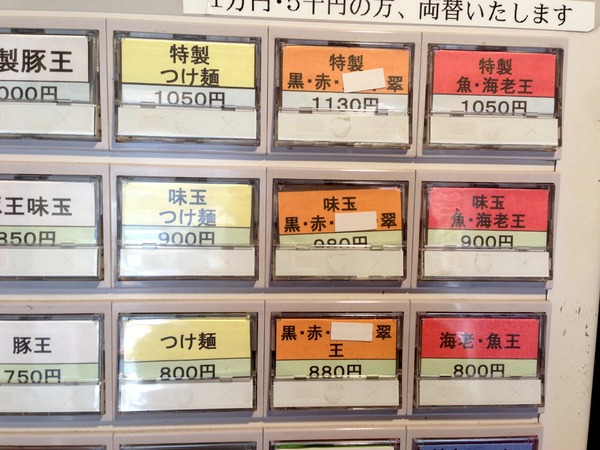 1万円・5千円の方、両替いたします
製豚王
000円
特製
つけ麺
1050円
特製
黒・赤・ 翠
1130円
特製
魚・海老王
1050円
王味玉
850円
味玉
つけ麺
900円
味玉
黒・赤・ 翠
980円
味玉
魚・海老王
900円
豚王
750円
つけ麺
800円
黒・赤・ 翠
王
880円
海老・魚王
800円